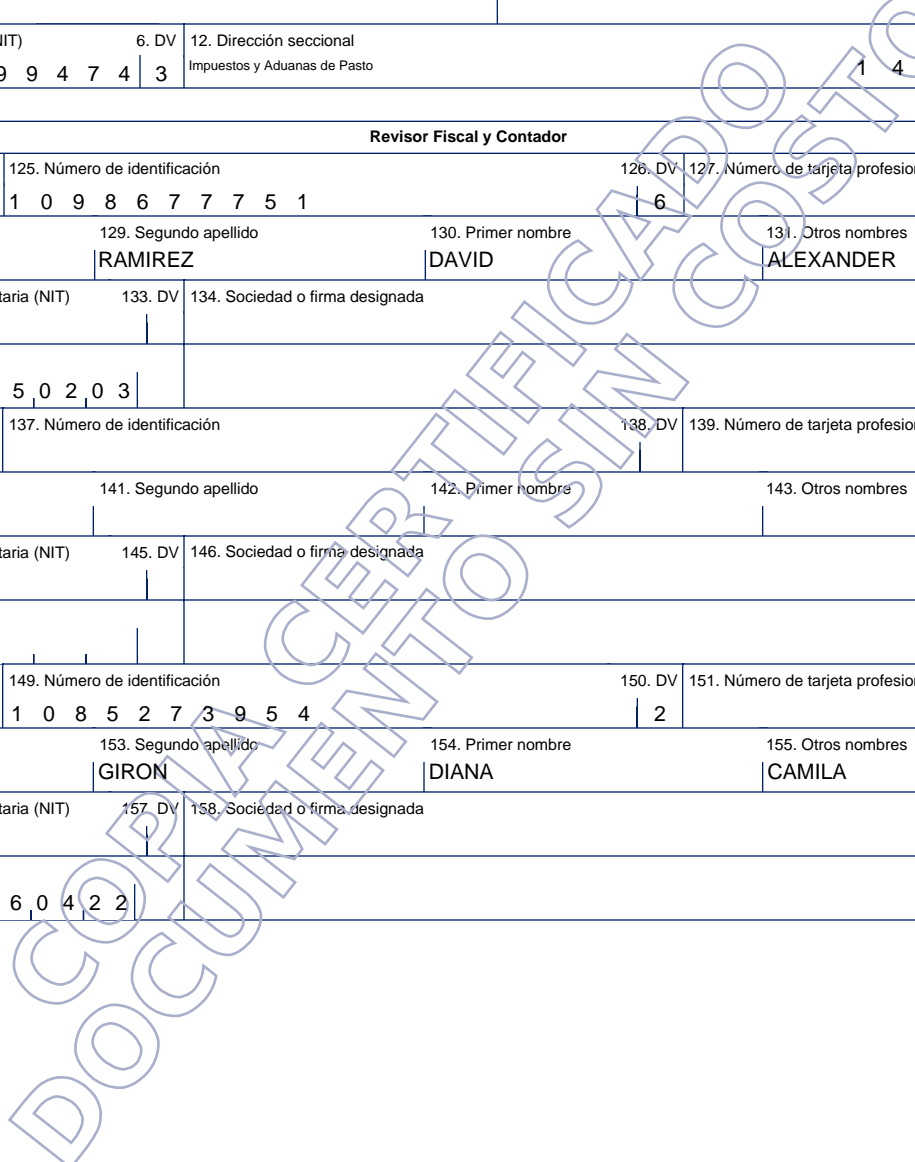 NIT) 6. DV 12. Dirección seccional
9 9 4 7 4 3 Impuestos y Aduanas de Pasto 1 4
Revisor Fiscal y Contador
125. Número de identificación 126. DV 127. Número de tarjeta profesion
1 0 9 8 6 7 7 7 5 1 6
129. Segundo apellido 130. Primer nombre 131. Otros nombres
RAMIREZ DAVID ALEXANDER
taria (NIT) 133. DV 134. Sociedad o firma designada
5 0 2 0 3
137. Número de identificación 138. DV 139. Número de tarjeta profesion
141. Segundo apellido 142. Primer nombre 143. Otros nombres
taria (NIT) 145. DV 146. Sociedad o firma designada
149. Número de identificación 150. DV 151. Número de tarjeta profesion
1 0 8 5 2 7 3 9 5 4 2
153. Segundo apellido 154. Primer nombre 155. Otros nombres
GIRON DIANA CAMILA
taria (NIT) 157. DV 158. Sociedad o firma designada
6 0 4 2 2
COPIA CERTIFICADO
DOCUMENTO SIN COSTO